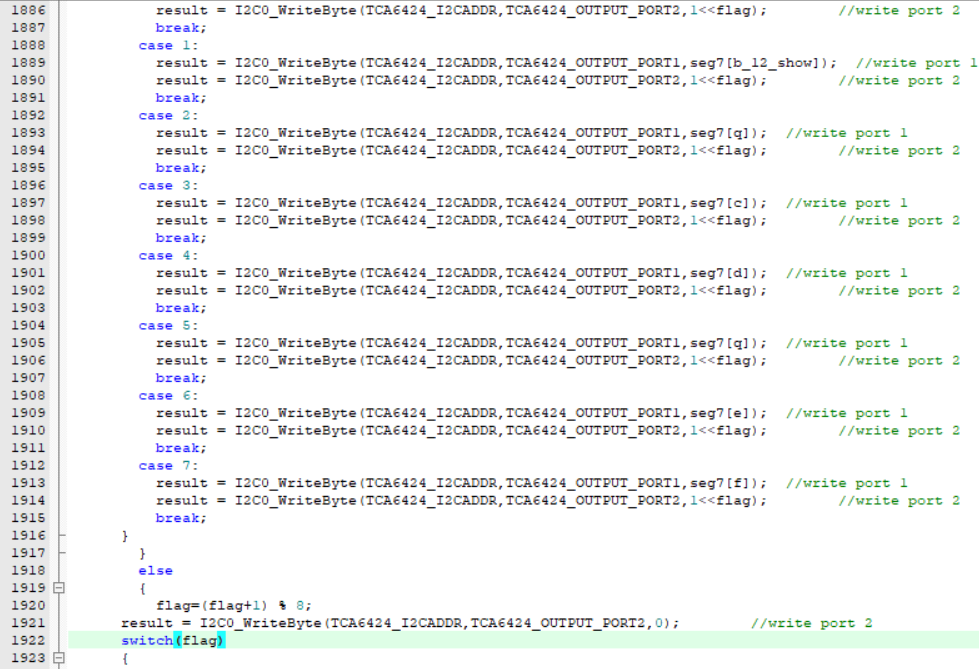 1886 result = I2C0_WriteByte(TCA6424_I2CADDR,TCA6424_OUTPUT_PORT2,1<<flag); //write port 2
1887 break;
1888 case 1:
1889 result = I2C0_WriteByte(TCA6424_I2CADDR,TCA6424_OUTPUT_PORT1,seg7[b_12_show]); //write port 1
1890 result = I2C0_WriteByte(TCA6424_I2CADDR,TCA6424_OUTPUT_PORT2,1<<flag); //write port 2
1891 break;
1892 case 2:
1893 result = I2C0_WriteByte(TCA6424_I2CADDR,TCA6424_OUTPUT_PORT1,seg7[q]); //write port 1
1894 result = I2C0_WriteByte(TCA6424_I2CADDR,TCA6424_OUTPUT_PORT2,1<<flag); //write port 2
1895 break;
1896 case 3:
1897 result = I2C0_WriteByte(TCA6424_I2CADDR,TCA6424_OUTPUT_PORT1,seg7[c]); //write port 1
1898 result = I2C0_WriteByte(TCA6424_I2CADDR,TCA6424_OUTPUT_PORT2,1<<flag); //write port 2
1899 break;
1900 case 4:
1901 result = I2C0_WriteByte(TCA6424_I2CADDR,TCA6424_OUTPUT_PORT1,seg7[d]); //write port 1
1902 result = I2C0_WriteByte(TCA6424_I2CADDR,TCA6424_OUTPUT_PORT2,1<<flag); //write port 2
1903 break;
1904 case 5:
1905 result = I2C0_WriteByte(TCA6424_I2CADDR,TCA6424_OUTPUT_PORT1,seg7[q]); //write port 1
1906 result = I2C0_WriteByte(TCA6424_I2CADDR,TCA6424_OUTPUT_PORT2,1<<flag); //write port 2
1907 break;
1908 case 6:
1909 result = I2C0_WriteByte(TCA6424_I2CADDR,TCA6424_OUTPUT_PORT1,seg7[e]); //write port 1
1910 result = I2C0_WriteByte(TCA6424_I2CADDR,TCA6424_OUTPUT_PORT2,1<<flag); //write port 2
1911 break;
1912 case 7:
1913 result = I2C0_WriteByte(TCA6424_I2CADDR,TCA6424_OUTPUT_PORT1,seg7[f]); //write port 1
1914 result = I2C0_WriteByte(TCA6424_I2CADDR,TCA6424_OUTPUT_PORT2,1<<flag); //write port 2
1915 break;
1916 }
1917 }
1918 else
1919 {
1920 flag=(flag+1) % 8;
1921 result = I2C0_WriteByte(TCA6424_I2CADDR,TCA6424_OUTPUT_PORT2,0); //write port 2
1922 switch(flag)
1923 {